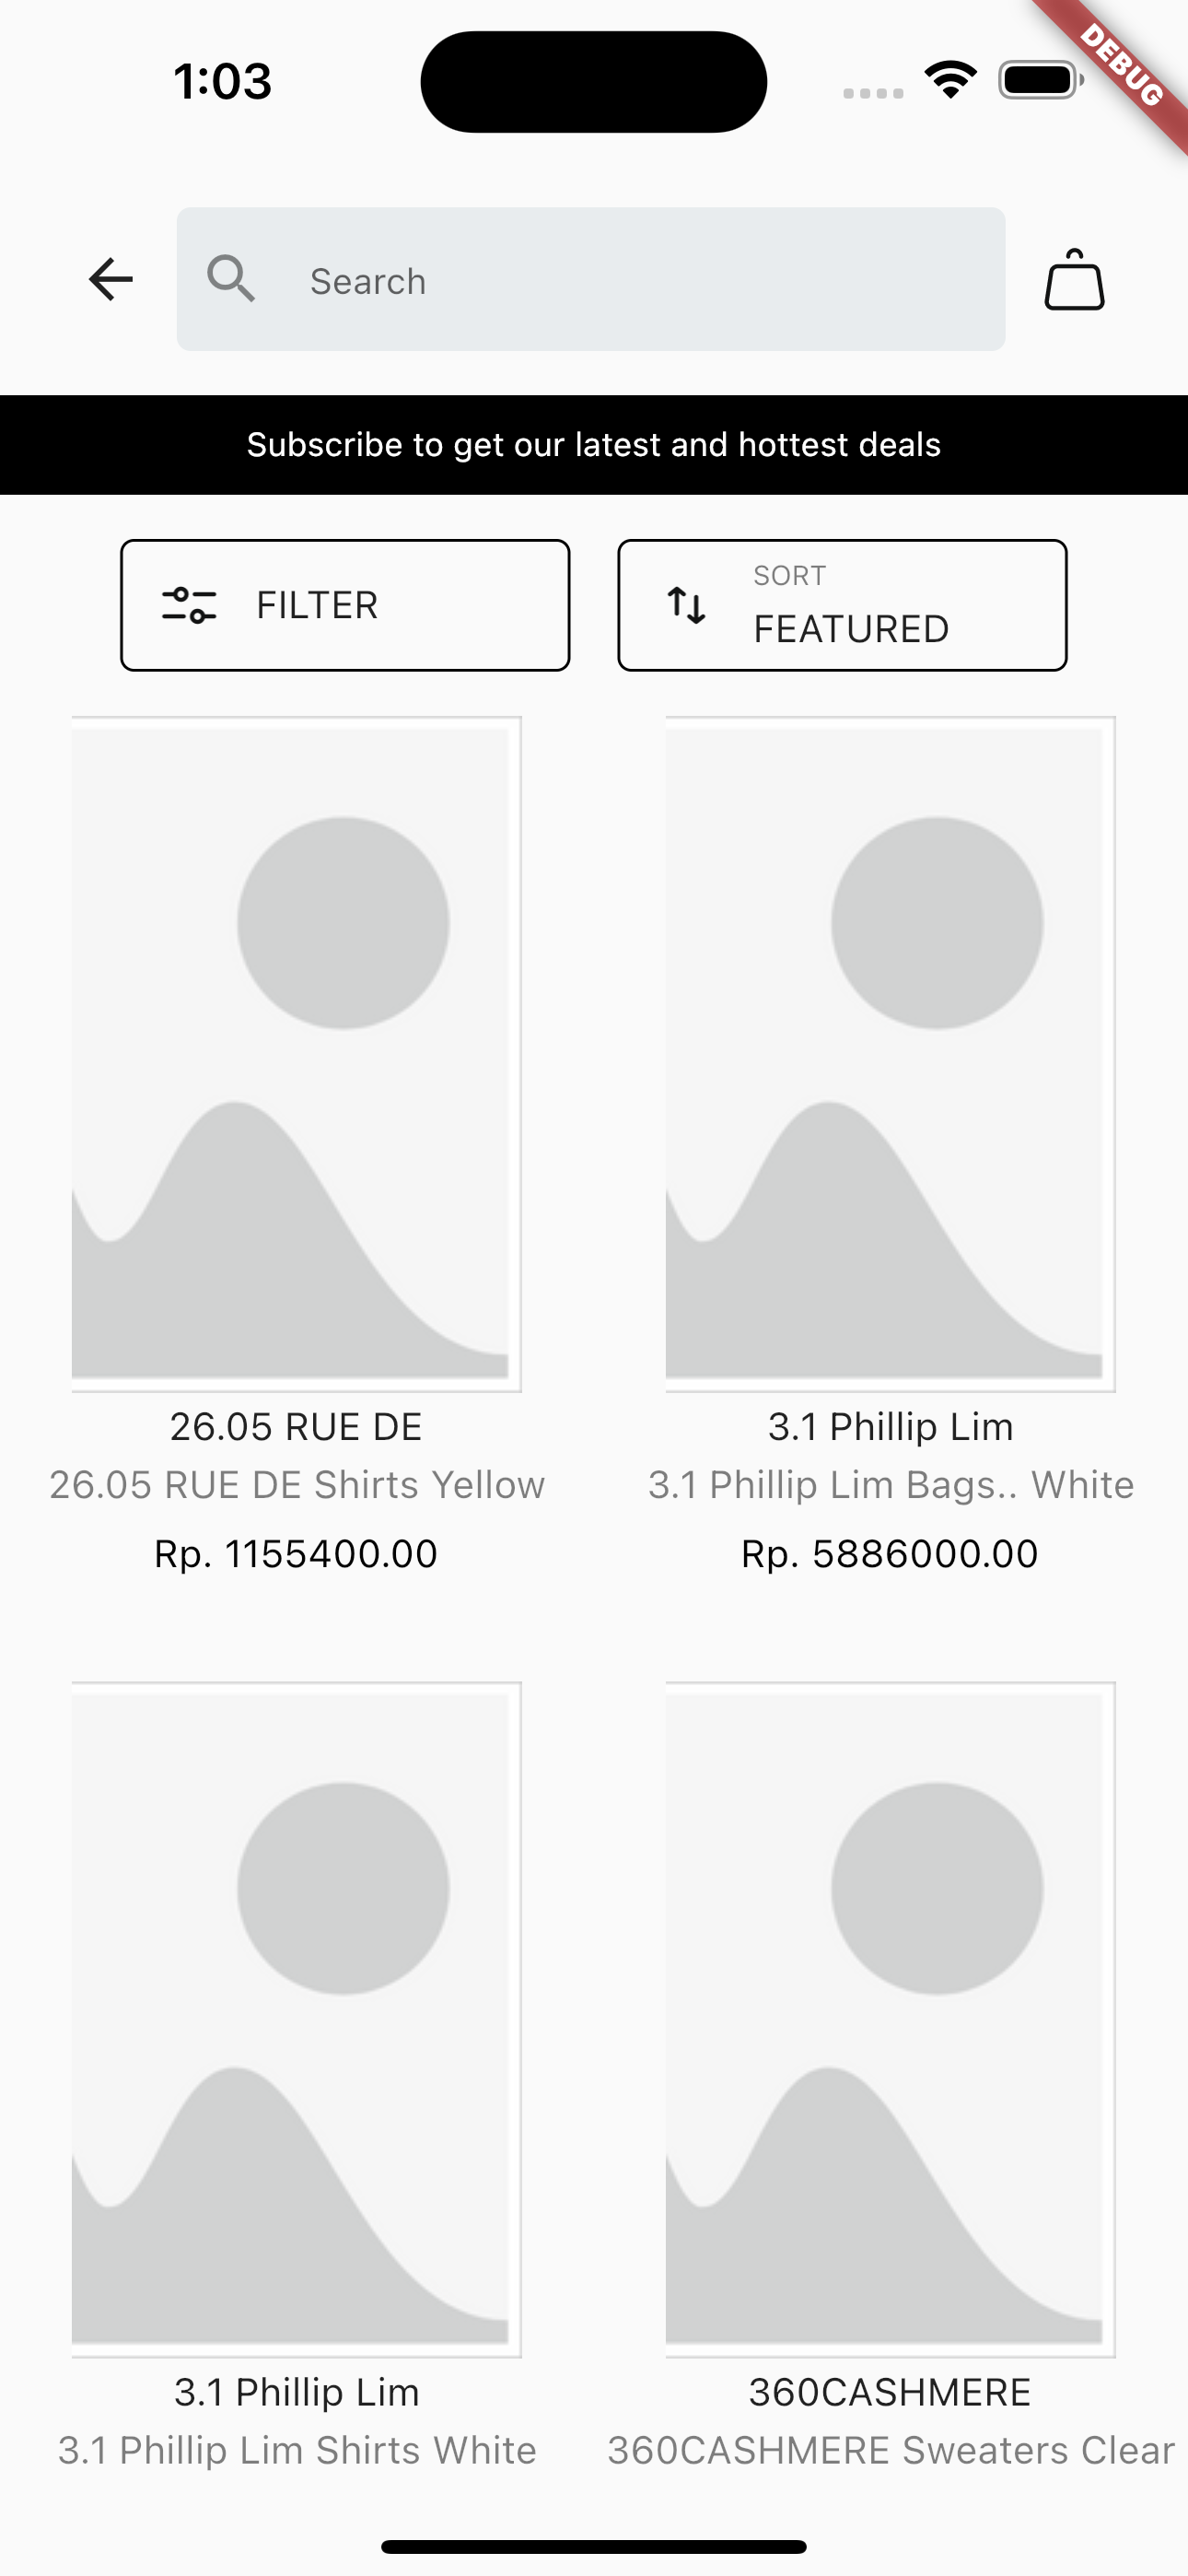 1:03
DEBUG
Search
Subscribe to get our latest and hottest deals
FILTER
SORT
FEATURED
26.05 RUE DE
26.05 RUE DE Shirts Yellow
Rp. 1155400.00
3.1 Phillip Lim
3.1 Phillip Lim Bags.. White
Rp. 5886000.00
3.1 Phillip Lim
3.1 Phillip Lim Shirts White
360CASHMERE
360CASHMERE Sweaters Clear